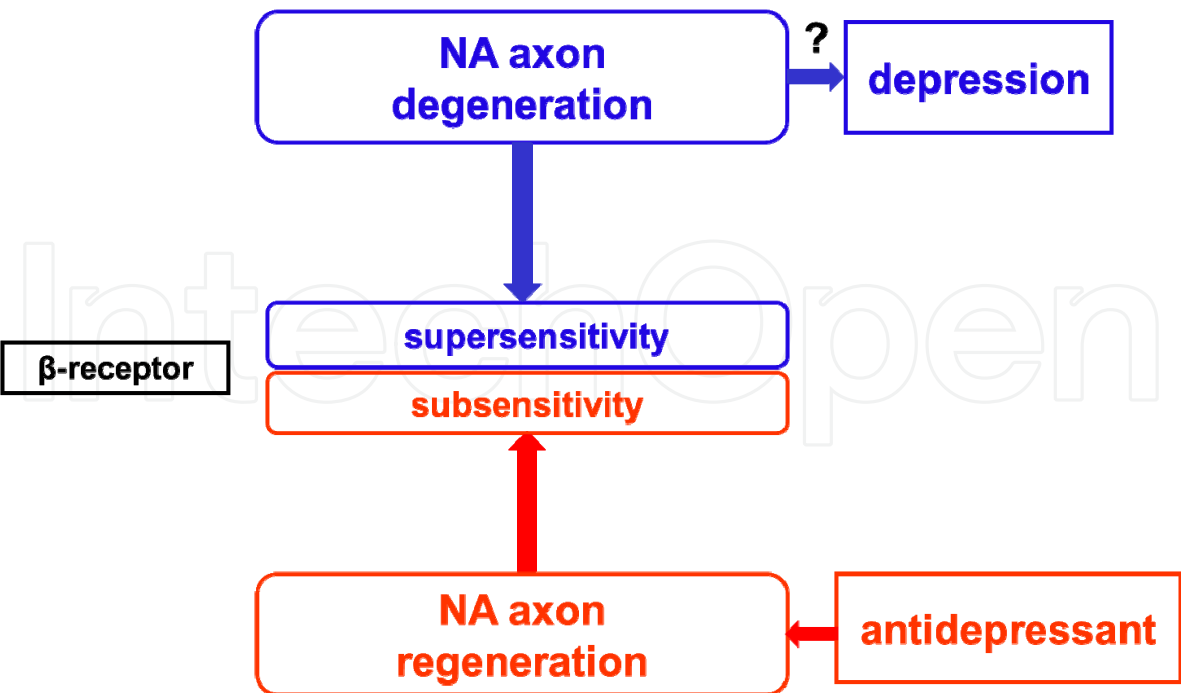 NA axon
degeneration
?
depression
supersensitivity
β-receptor
subsensitivity
IntechOpen
NA axon
regeneration
antidepressant